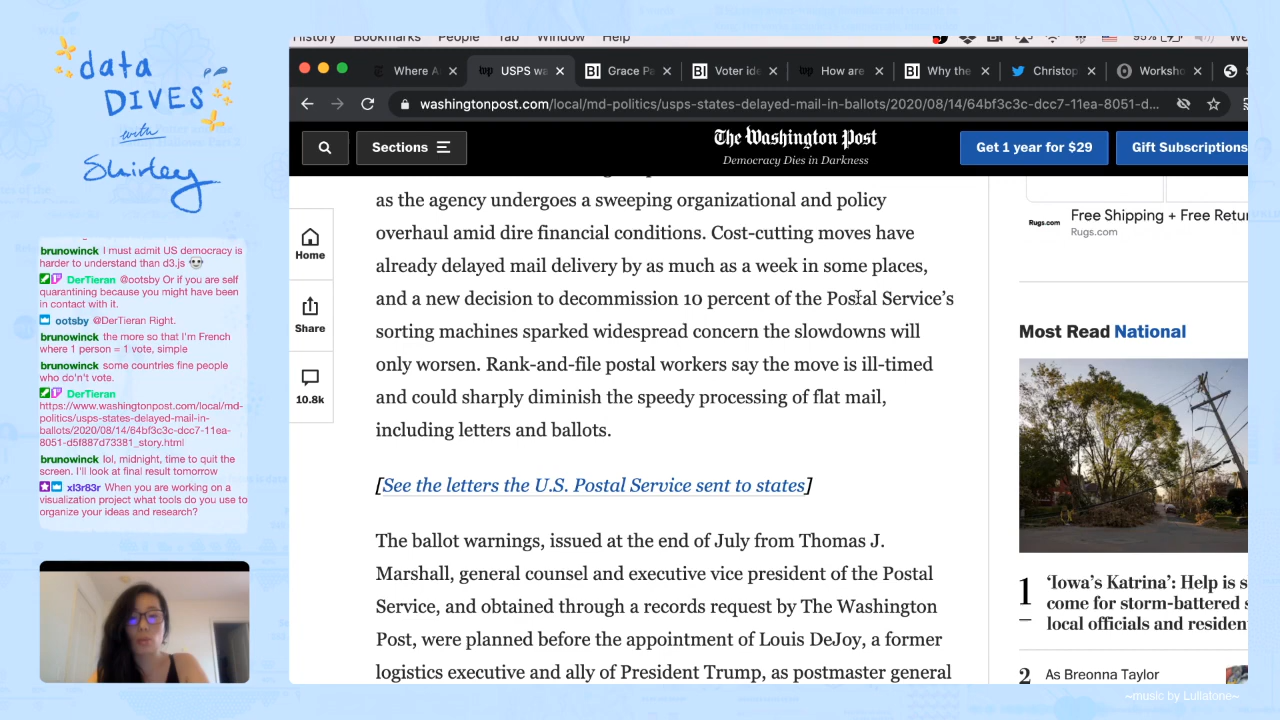 data
DIVES
with
Shirley
brunowinck I must admit US democracy is
harder to understand than d3.js
DerTieran @ootsby Or if you are self
quarantining because you might have been
in contact with it.
ootsby @DerTieran Right.
brunowinck the more so that I'm French
where 1 person = 1 vote, simple
brunowinck some countries fine people
who do'n't vote.
DerTieran
https://www.washingtonpost.com/local/md-
politics/usps-states-delayed-mail-in-
ballots/2020/08/14/64bf3c3c-dcc7-11ea-
8051-d5f887d73381_story.html
brunowinck lol, midnight, time to quit the
screen. I'll look at final result tomorrow
xl3r83r When you are working on a
visualization project what tools do you use to
organize your ideas and research?
History Bookmarks People Tab Window Help 95%
Where A USPS wa Grace Pa Voter ide How are Why the Christop Worksho S
washingtonpost.com/local/md-politics/usps-states-delayed-mail-in-ballots/2020/08/14/64bf3c3c-dcc7-11ea-8051-d...
Sections
The Washington Post
Democracy Dies in Darkness
Get 1 year for $29
Gift Subscriptions
Home
Share
10.8k
as the agency undergoes a sweeping organizational and policy
overhaul amid dire financial conditions. Cost-cutting moves have
already delayed mail delivery by as much as a week in some places,
and a new decision to decommission 10 percent of the Postal Service's
sorting machines sparked widespread concern the slowdowns will
only worsen. Rank-and-file postal workers say the move is ill-timed
and could sharply diminish the speedy processing of flat mail,
including letters and ballots.
[See the letters the U.S. Postal Service sent to states]
The ballot warnings, issued at the end of July from Thomas J.
Marshall, general counsel and executive vice president of the Postal
Service, and obtained through a records request by The Washington
Post, were planned before the appointment of Louis DeJoy, a former
logistics executive and ally of President Trump, as postmaster general
Rugs.com
Free Shipping + Free Retur
Rugs.com
Most Read National
1
'Iowa's Katrina': Help is s
come for storm-battered
local officials and residen
2
As Breonna Taylor
~music by Lullatone~